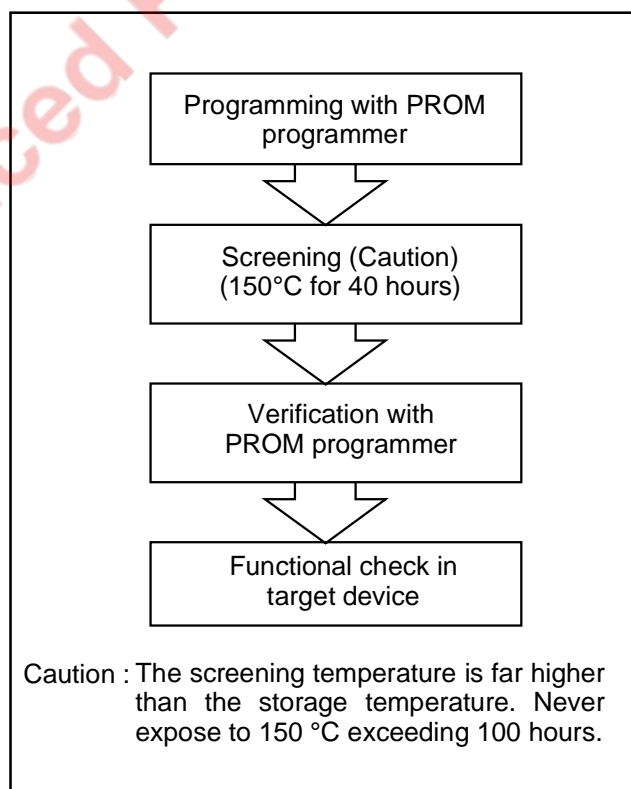 Programming with PROM
programmer
Screening (Caution)
(150°C for 40 hours)
Verification with
PROM programmer
Functional check in
target device
Caution : The screening temperature is far higher
than the storage temperature. Never
expose to 150 °C exceeding 100 hours.